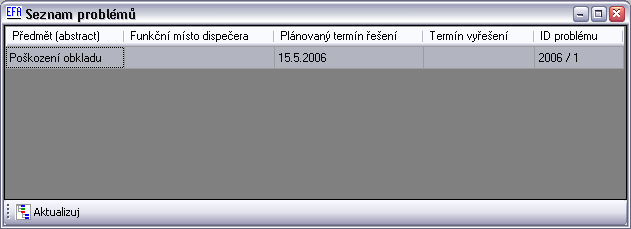 EFA Seznam problémů
Předmět (abstract) Funkční místo dispečera Plánovaný termín řešení Termín vyřešení ID problému
Poškození obkladu 15.5.2006 2006 / 1
Aktualizuj